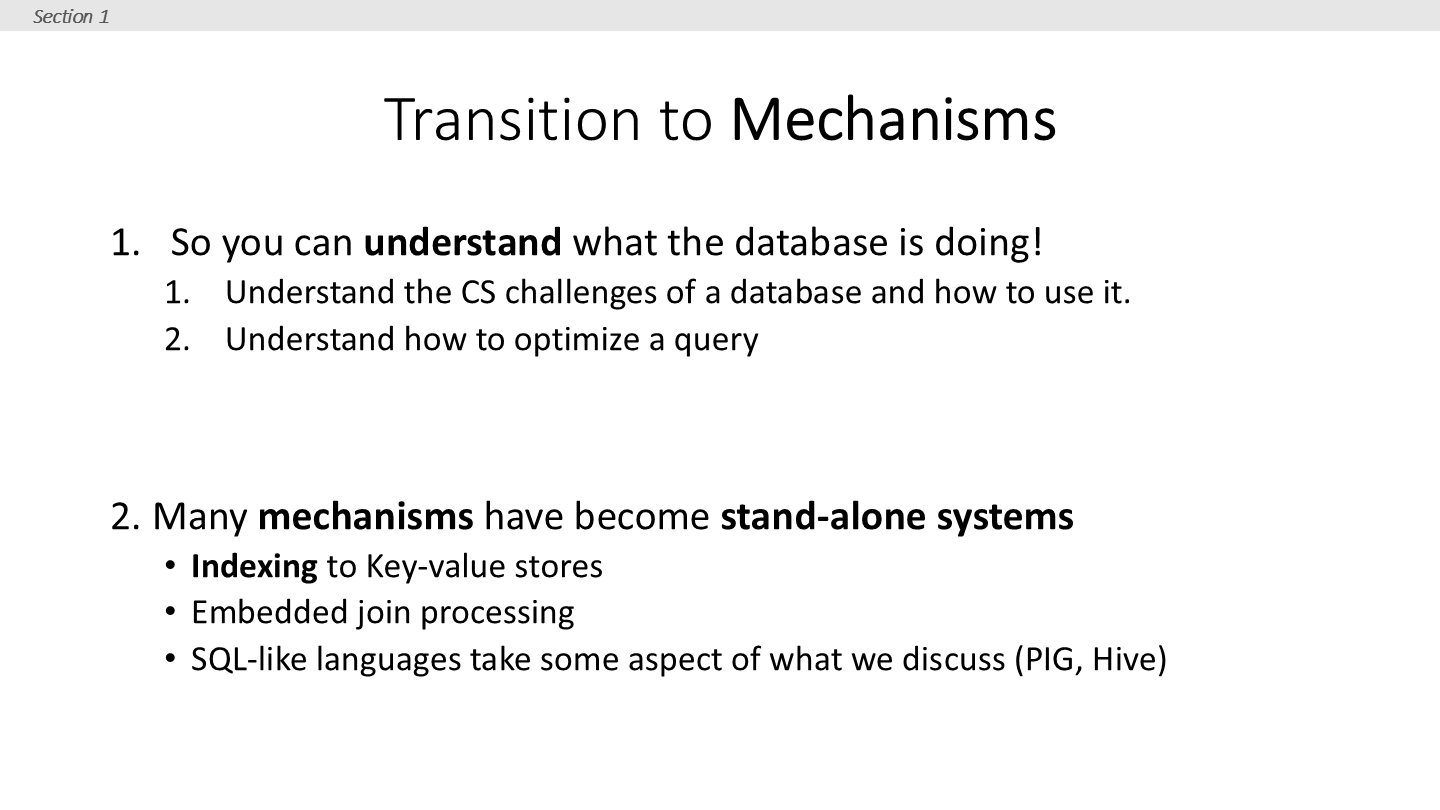 Section 1
Transition to Mechanisms
1. So you can understand what the database is doing!
1. Understand the CS challenges of a database and how to use it.
2. Understand how to optimize a query
2. Many mechanisms have become stand-alone systems
• Indexing to Key-value stores
• Embedded join processing
• SQL-like languages take some aspect of what we discuss (PIG, Hive)